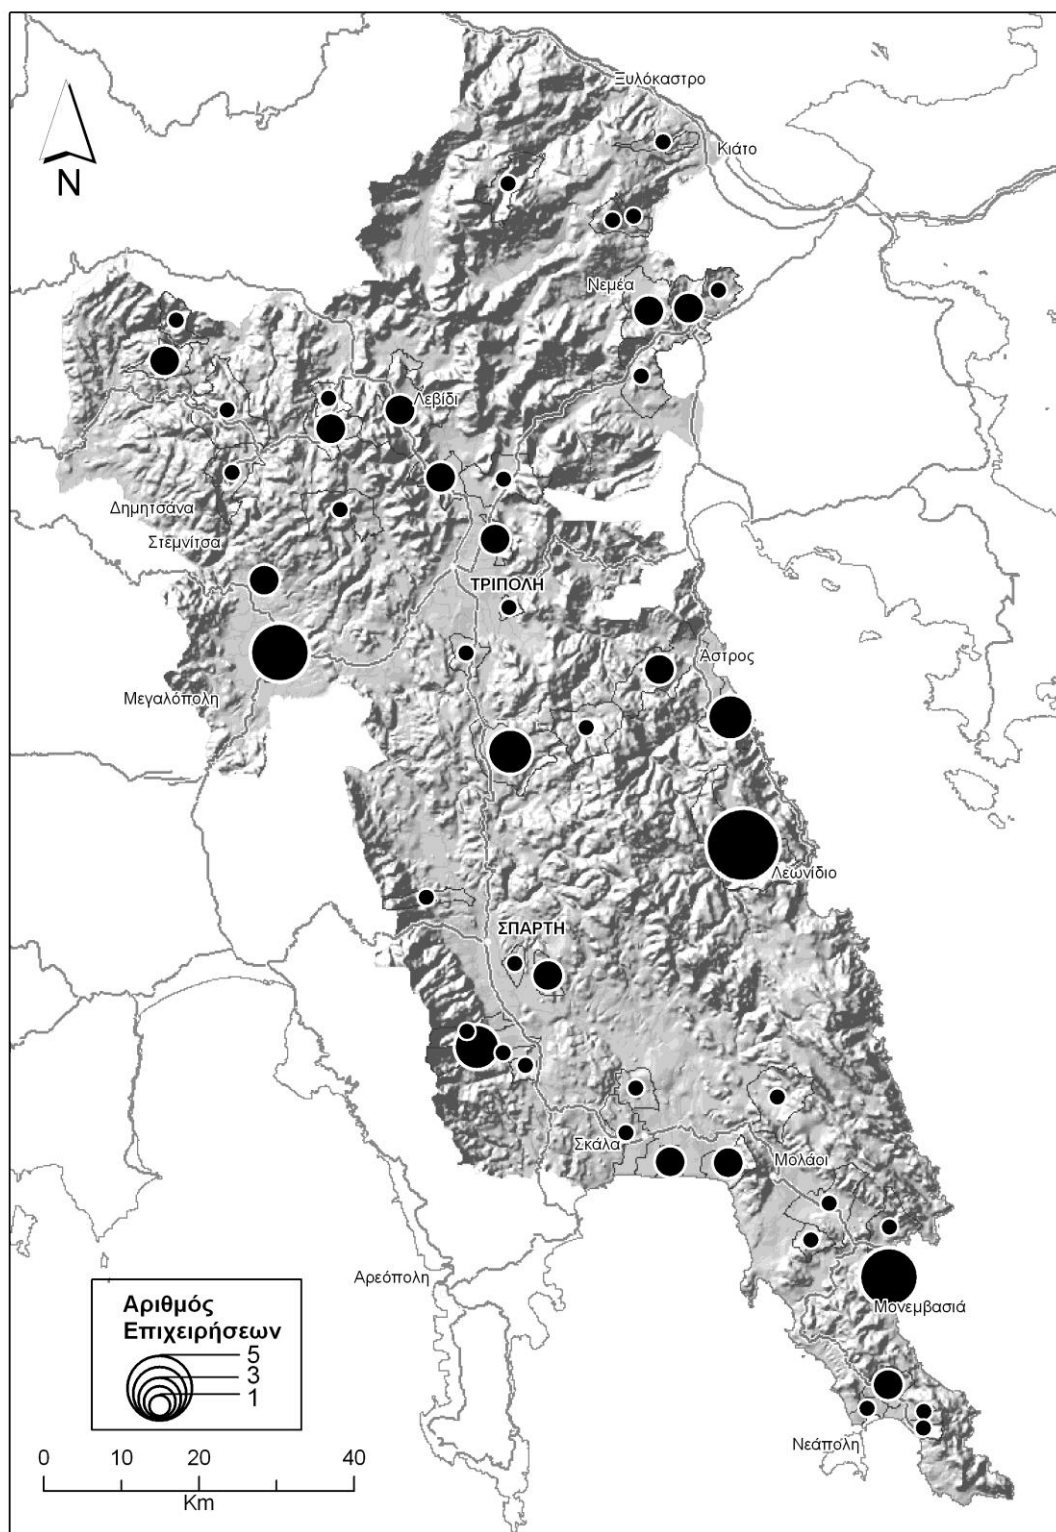 Ξυλόκαστρο
Κιάτο
N
Νεμέα
Λεβίδι
Δημητσάνα
Στεμνίτσα
ΤΡΙΠΟΛΗ
Άστρος
Μεγαλόπολη
Λεωνίδιο
ΣΠΑΡΤΗ
Σκάλα
Μολάοι
Αρεόπολη
Μονεμβασιά
Νεάπολη
Αριθμός
Επιχειρήσεων
5
3
1
0 10 20 40
Km